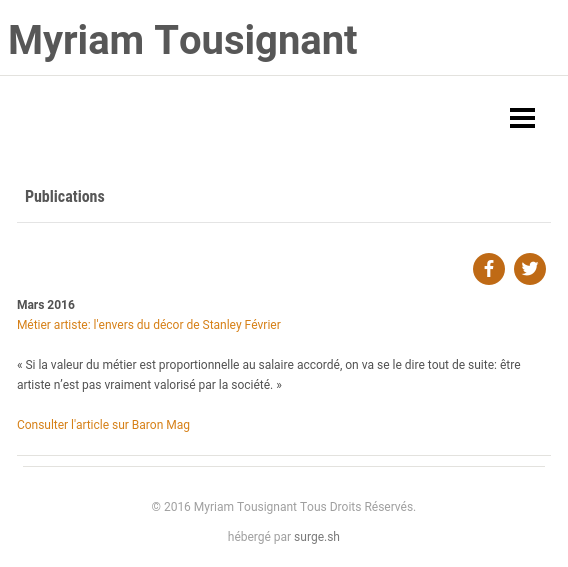 Myriam Tousignant
Publications
Mars 2016
Métier artiste: l'envers du décor de Stanley Février
« Si la valeur du métier est proportionnelle au salaire accordé, on va se le dire tout de suite: être
artiste n’est pas vraiment valorisé par la société. »
Consulter l'article sur Baron Mag
© 2016 Myriam Tousignant Tous Droits Réservés.
hébergé par surge.sh